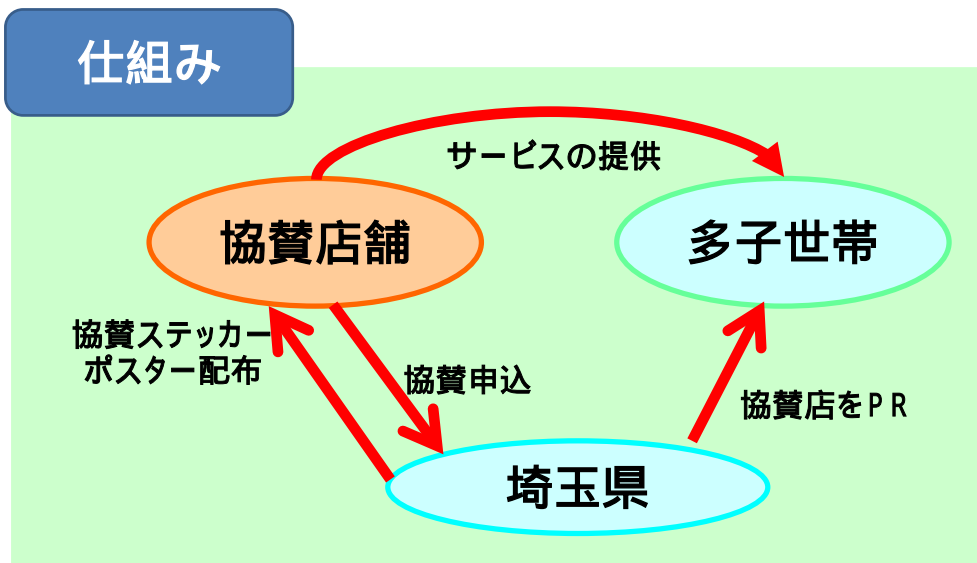 仕組み
サービスの提供
協賛店舗
多子世帯
協賛ステッカー
ポスター配布
協賛申込
協賛店をPR
埼玉県